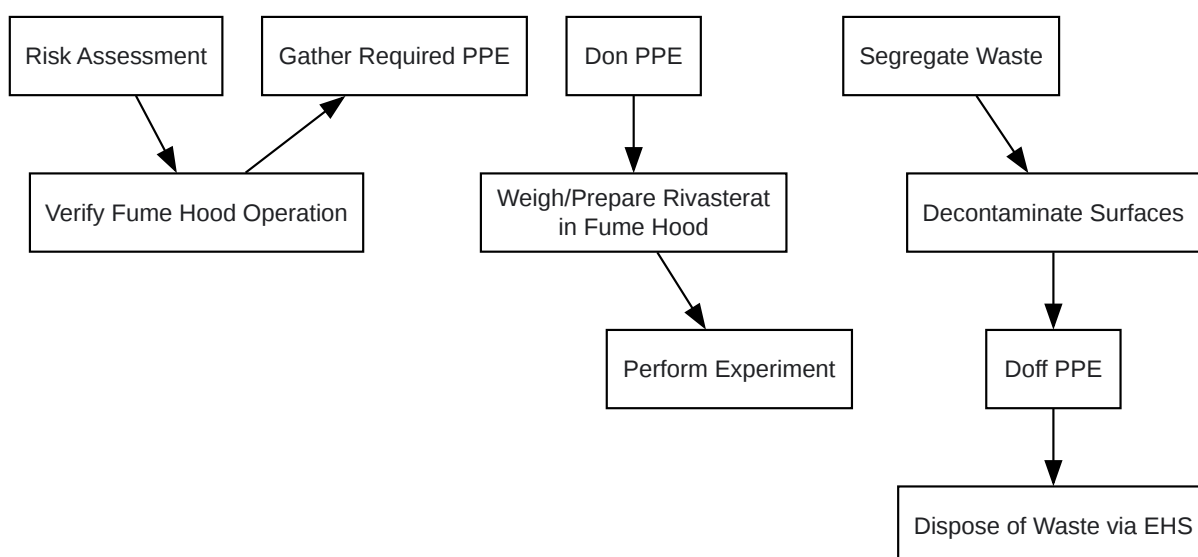 Risk Assessment
Gather Required PPE
Don PPE
Segregate Waste
Verify Fume Hood Operation
Weigh/Prepare Rivasterat
in Fume Hood
Decontaminate Surfaces
Perform Experiment
Doff PPE
Dispose of Waste via EHS